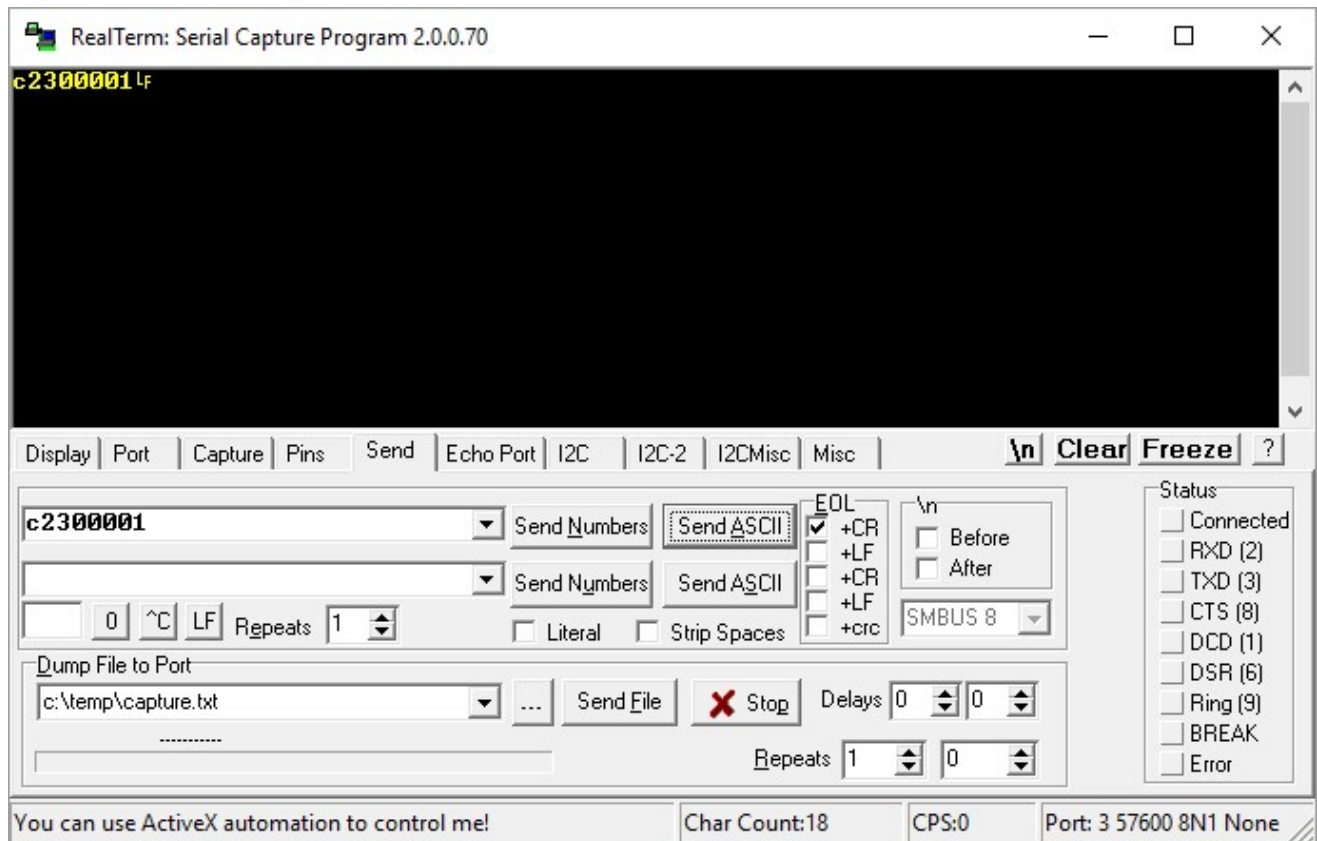 RealTerm: Serial Capture Program 2.0.0.70
c2300001LF
Display Port Capture Pins Send Echo Port I2C I2C-2 I2CMisc Misc \n Clear Freeze ?
c2300001 Send Numbers Send ASCII
Send Numbers Send ASCII
0 ^C LF Repeats 1 Literal Strip Spaces
EOL
+CR
+LF
+CR
+LF
+crc
\n
Before
After
SMBUS 8
Dump File to Port
c:\temp\capture.txt ... Send File Stop Delays 0 0
-----------
Repeats 1 0
Status
Connected
RXD (2)
TXD (3)
CTS (8)
DCD (1)
DSR (6)
Ring (9)
BREAK
Error
You can use ActiveX automation to control me! Char Count:18 CPS:0 Port: 3 57600 8N1 None